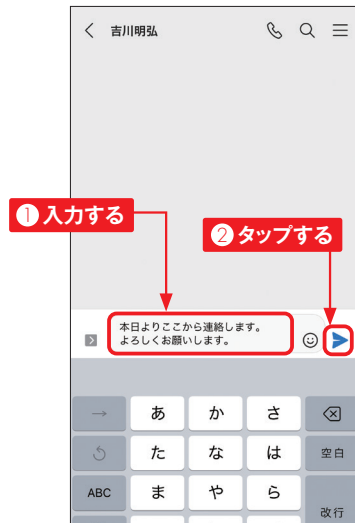 吉川明弘
❶入力する
❷タップする
本日よりここから連絡します。
よろしくお願いします。
→ あ か さ
た な は 空白
ABC ま や ら
改行